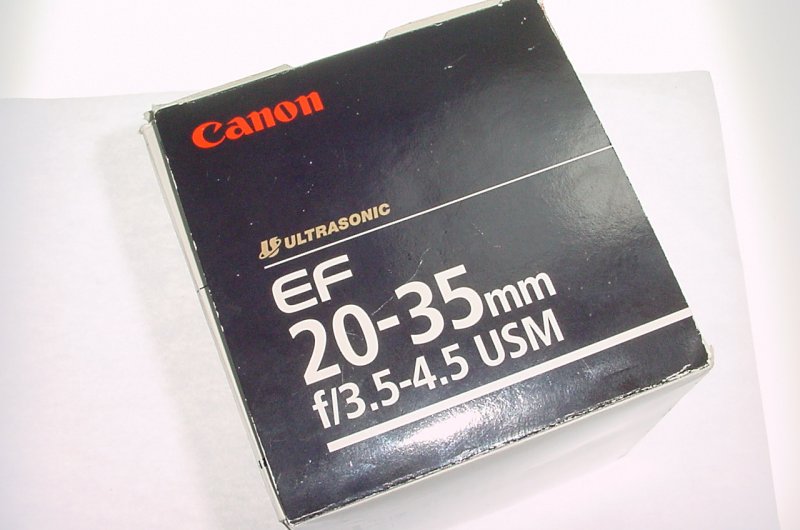 Canon
ULTRASONIC
EF
20-35mm
f/3.5-4.5 USM